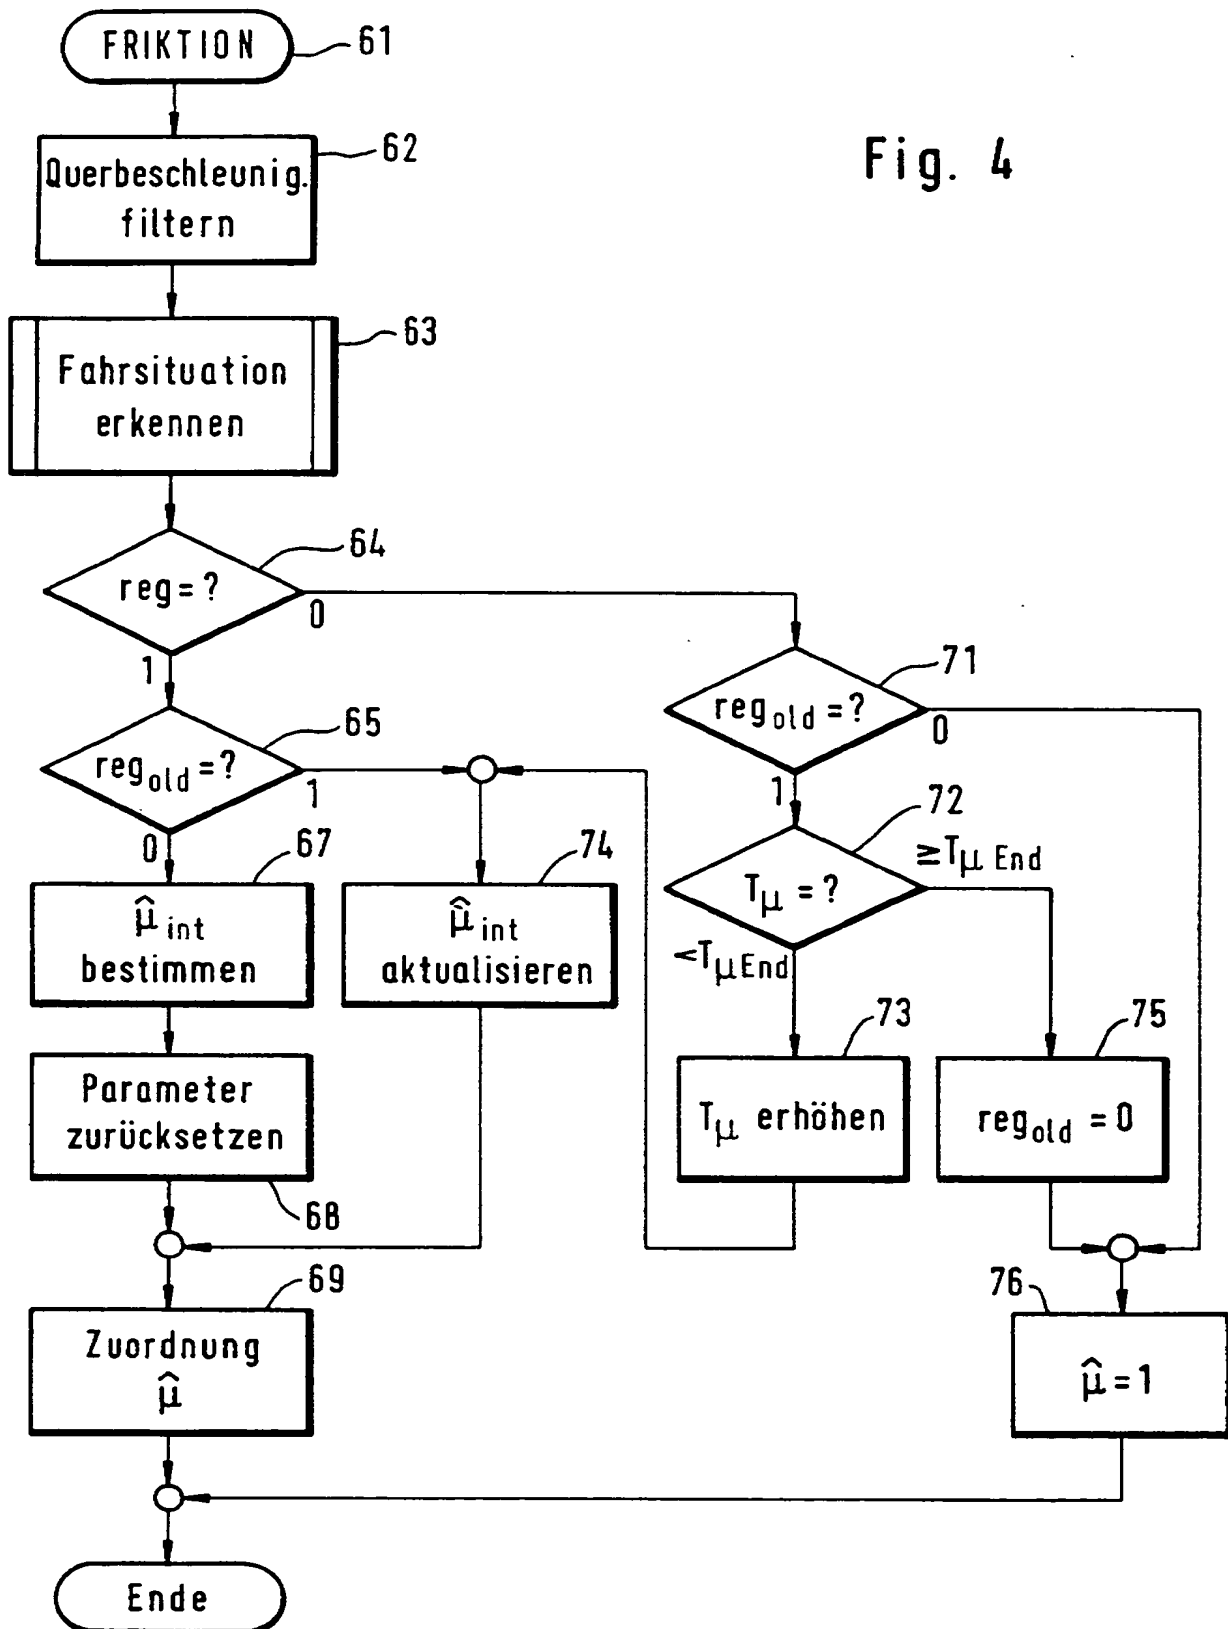 FRIKTION
61
Fig. 4
62
Querbeschleunig.
filtern
63
Fahrsituation
erkennen
64
reg = ?
0
1
71
reg_old = ?
0
1
65
reg_old = ?
1
0
72
T_μ = ?
≥T_μ End
<T_μ End
67
μ̂_int
bestimmen
74
μ̂_int
aktualisieren
73
T_μ erhöhen
75
reg_old = 0
Parameter
zurücksetzen
68
69
Zuordnung
μ̂
76
μ̂ = 1
Ende